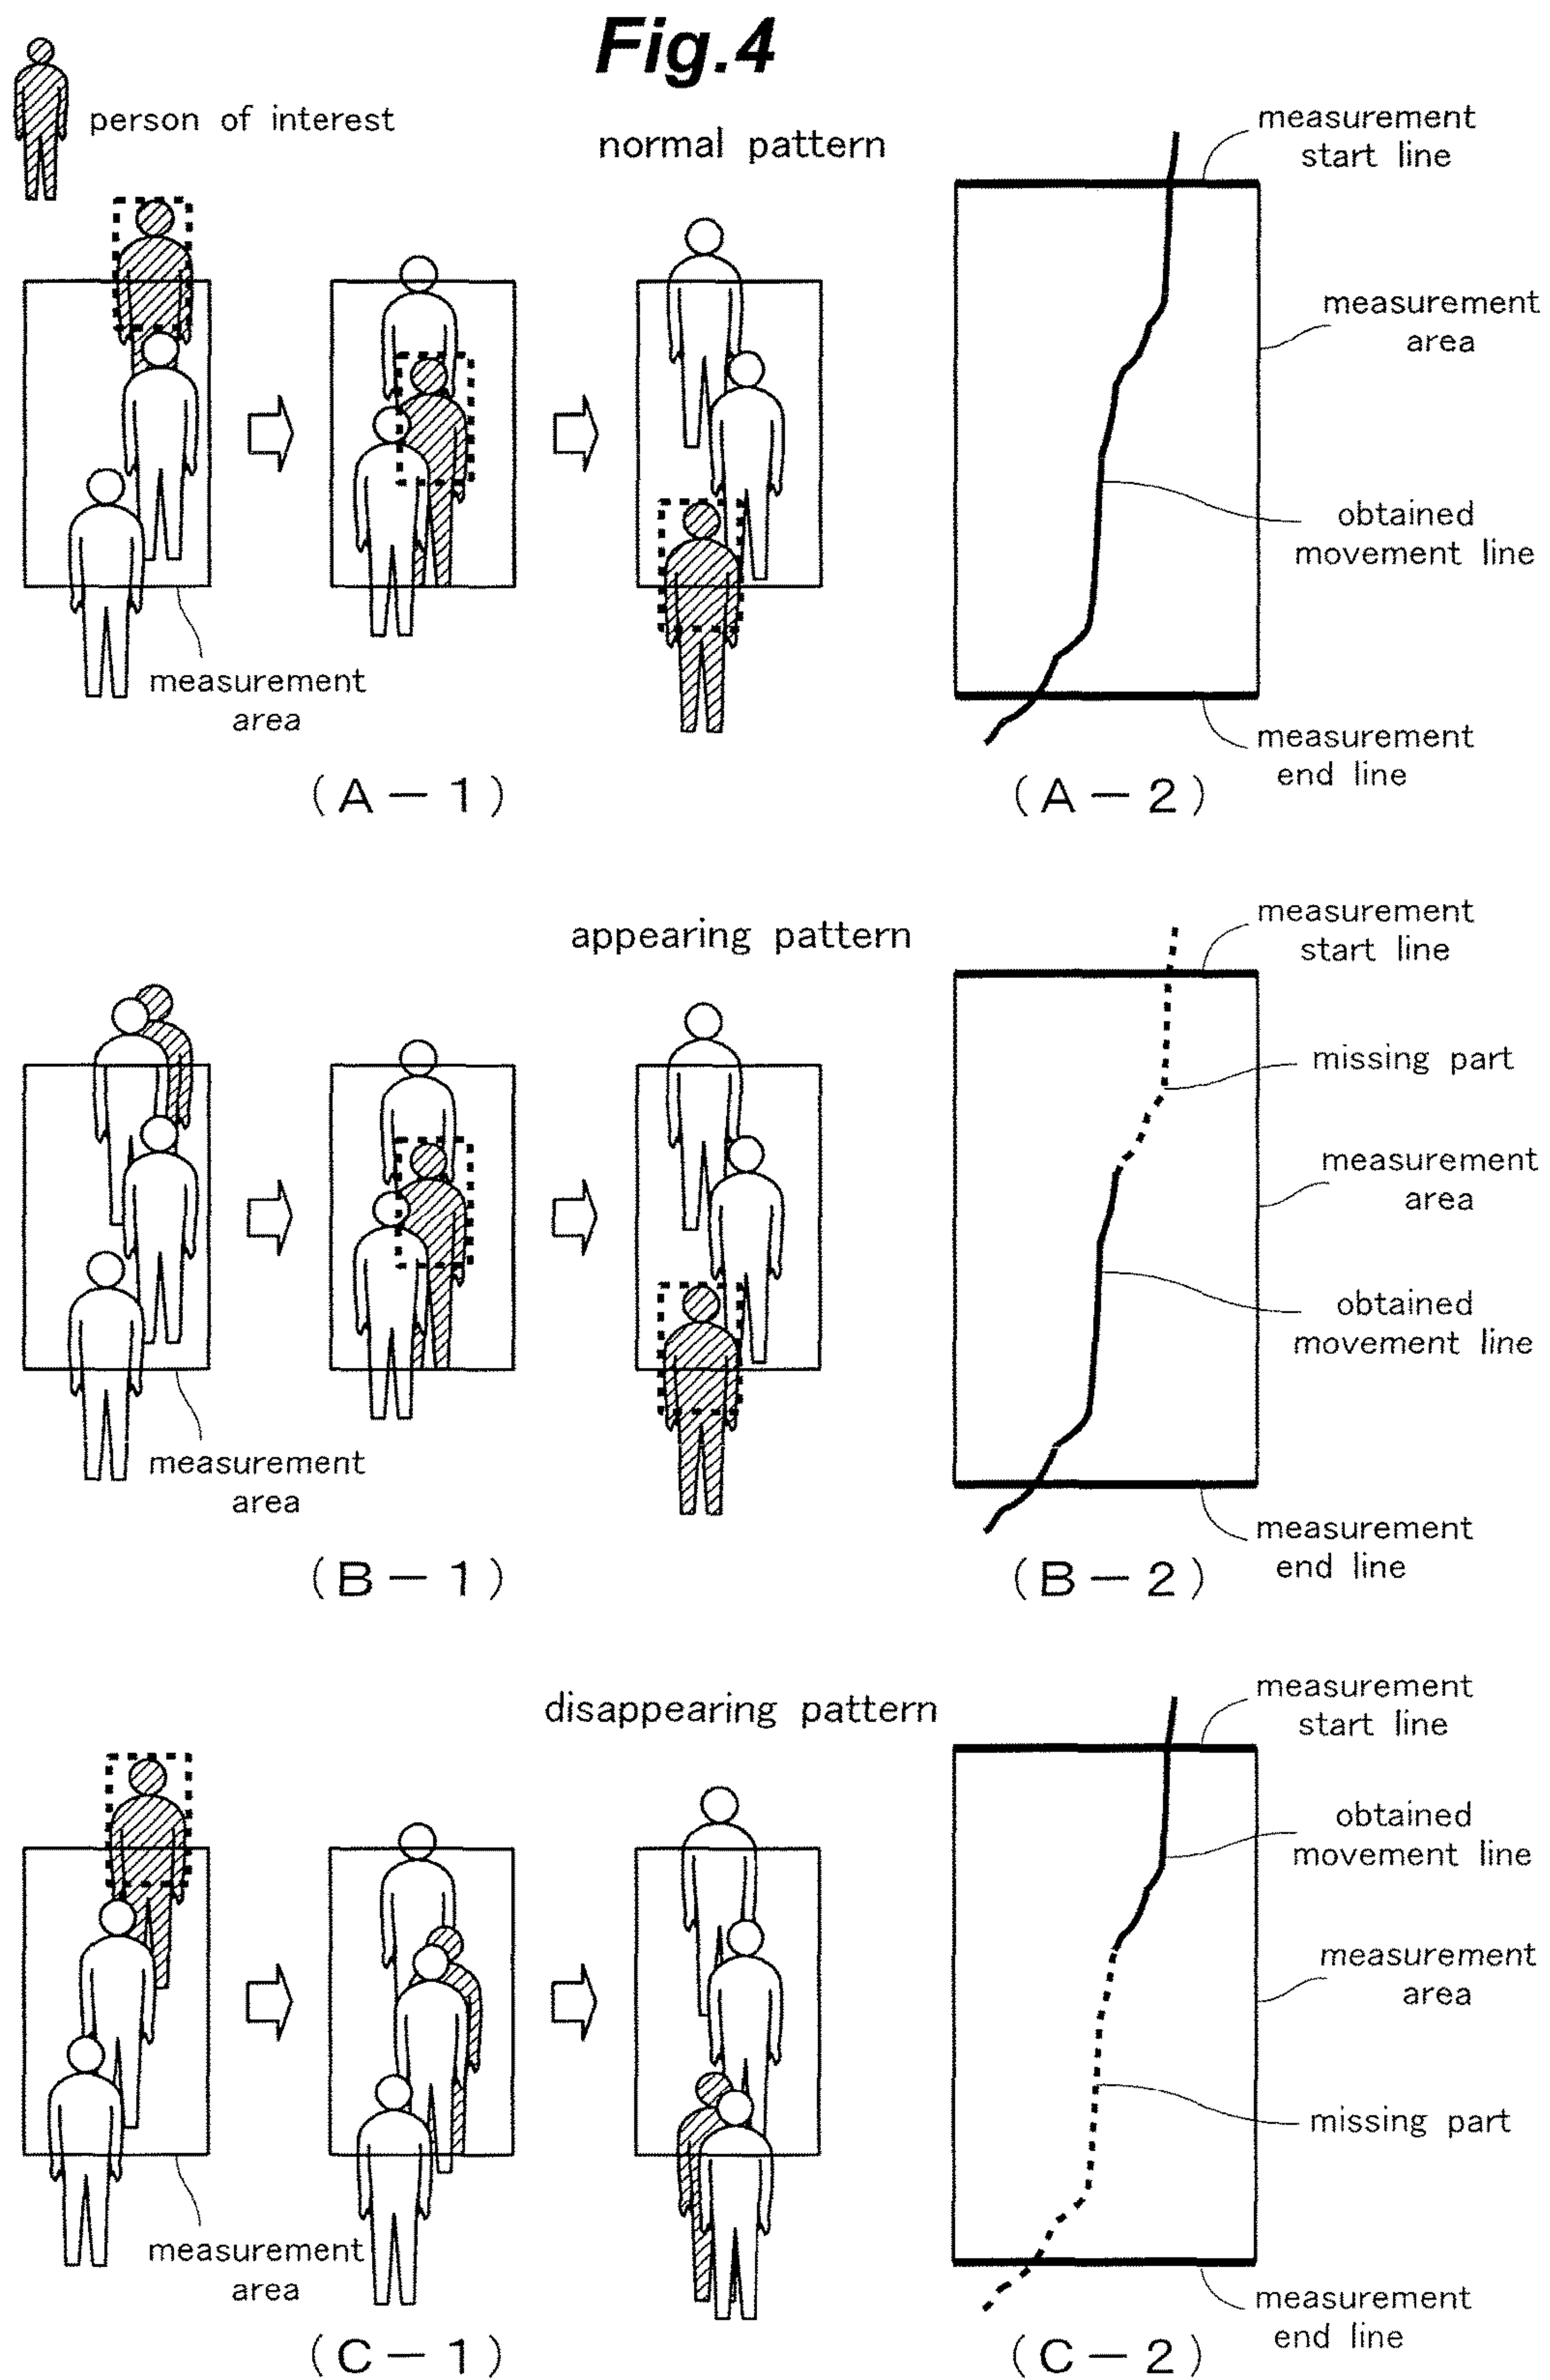 Fig.4
person of interest
normal pattern
measurement
start line
measurement
area
obtained
movement line
measurement
area
measurement
end line
(A-1)
(A-2)
appearing pattern
measurement
start line
missing part
measurement
area
obtained
movement line
measurement
area
measurement
end line
(B-1)
(B-2)
disappearing pattern
measurement
start line
obtained
movement line
measurement
area
missing part
measurement
area
measurement
end line
(C-1)
(C-2)